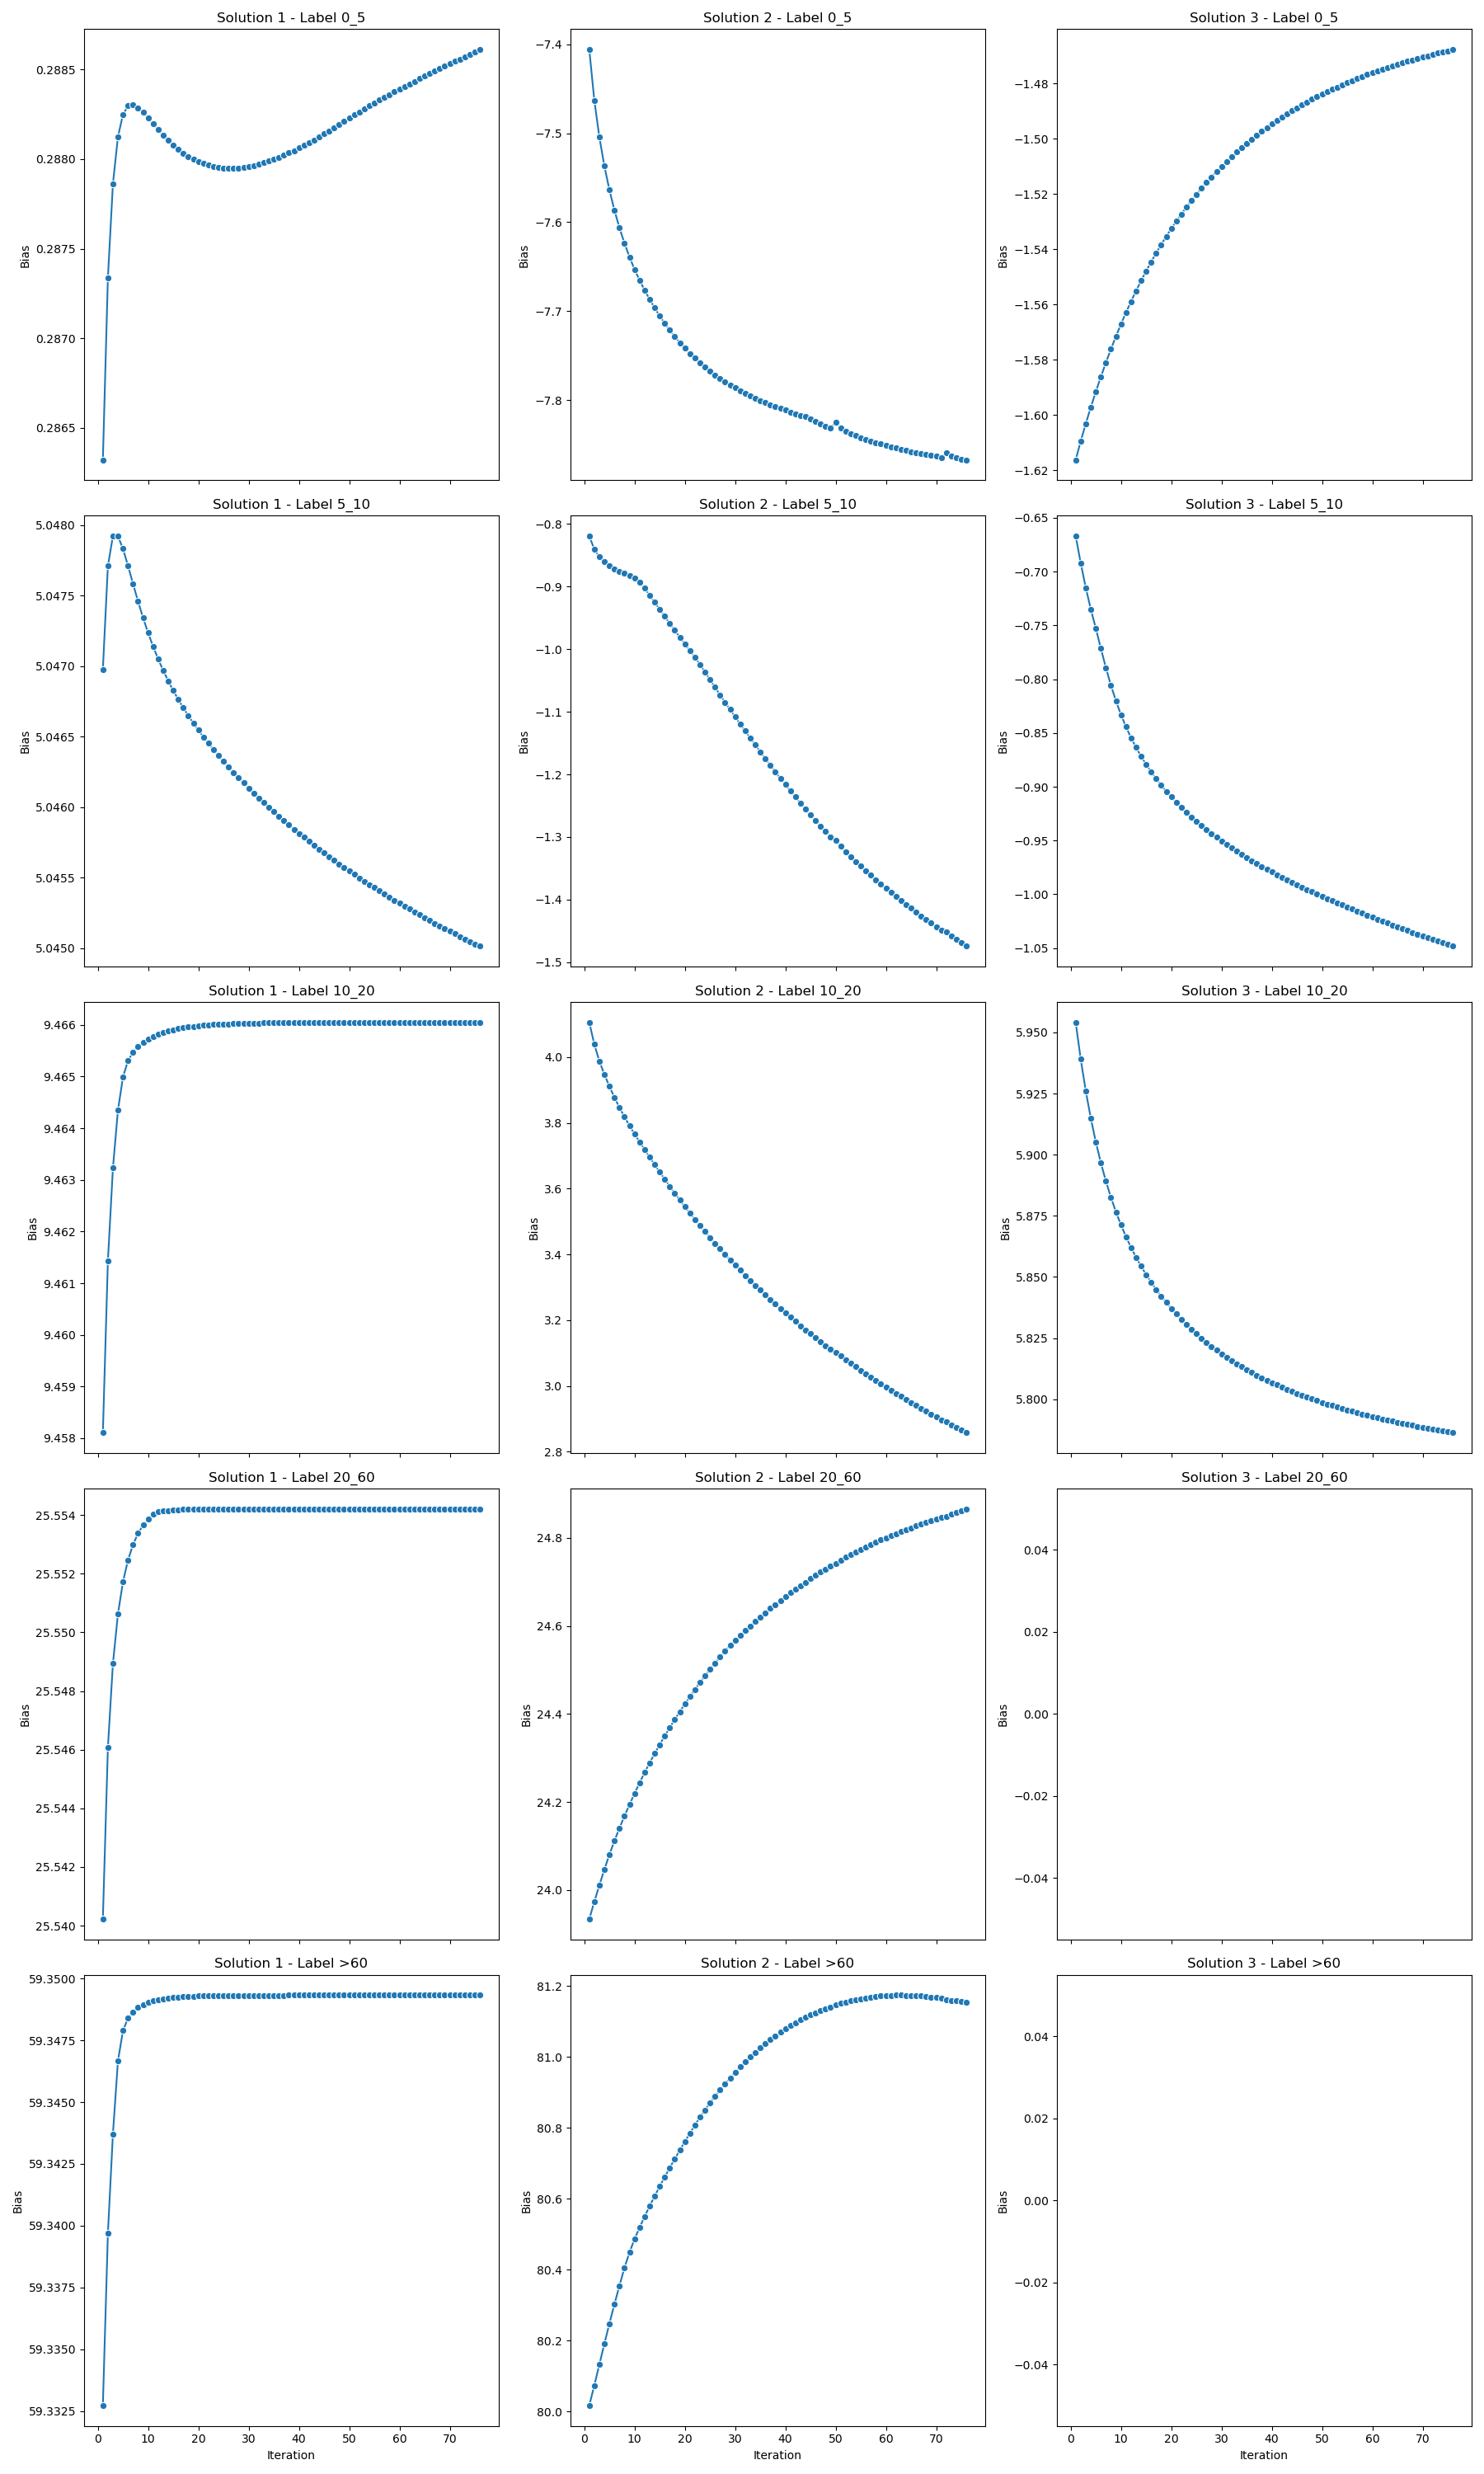 Solution 1 - Label 0_5
Bias
0.2885
0.2880
0.2875
0.2870
0.2865
Solution 2 - Label 0_5
Bias
−7.4
−7.5
−7.6
−7.7
−7.8
Solution 3 - Label 0_5
Bias
−1.48
−1.50
−1.52
−1.54
−1.56
−1.58
−1.60
−1.62
Solution 1 - Label 5_10
Bias
5.0480
5.0475
5.0470
5.0465
5.0460
5.0455
5.0450
Solution 2 - Label 5_10
Bias
−0.8
−0.9
−1.0
−1.1
−1.2
−1.3
−1.4
−1.5
Solution 3 - Label 5_10
Bias
−0.65
−0.70
−0.75
−0.80
−0.85
−0.90
−0.95
−1.00
−1.05
Solution 1 - Label 10_20
Bias
9.466
9.465
9.464
9.463
9.462
9.461
9.460
9.459
9.458
Solution 2 - Label 10_20
Bias
4.0
3.8
3.6
3.4
3.2
3.0
2.8
Solution 3 - Label 10_20
Bias
5.950
5.925
5.900
5.875
5.850
5.825
5.800
Solution 1 - Label 20_60
Bias
25.554
25.552
25.550
25.548
25.546
25.544
25.542
25.540
Solution 2 - Label 20_60
Bias
24.8
24.6
24.4
24.2
24.0
Solution 3 - Label 20_60
Bias
0.04
0.02
0.00
−0.02
−0.04
Solution 1 - Label >60
Bias
59.3500
59.3475
59.3450
59.3425
59.3400
59.3375
59.3350
59.3325
0 10 20 30 40 50 60 70
Iteration
Solution 2 - Label >60
Bias
81.2
81.0
80.8
80.6
80.4
80.2
80.0
0 10 20 30 40 50 60 70
Iteration
Solution 3 - Label >60
Bias
0.04
0.02
0.00
−0.02
−0.04
0 10 20 30 40 50 60 70
Iteration